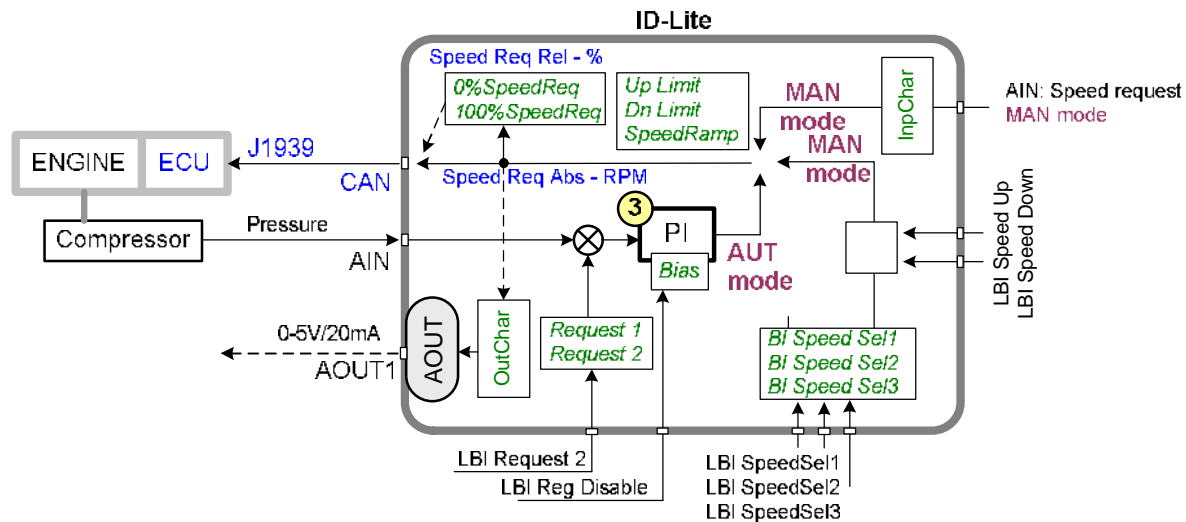 ID-Lite
Speed Req Rel - %
0%SpeedReq
100%SpeedReq
Up Limit
Dn Limit
SpeedRamp
MAN
mode
InpChar
AIN: Speed request
MAN mode
MAN
mode
ENGINE
ECU
J1939
CAN
Speed Req Abs - RPM
3
PI
Bias
AUT
mode
Compressor
Pressure
AIN
LBI Speed Up
LBI Speed Down
0-5V/20mA
AOUT1
AOUT
OutChar
Request 1
Request 2
BI Speed Sel1
BI Speed Sel2
BI Speed Sel3
LBI Request 2
LBI Reg Disable
LBI SpeedSel1
LBI SpeedSel2
LBI SpeedSel3